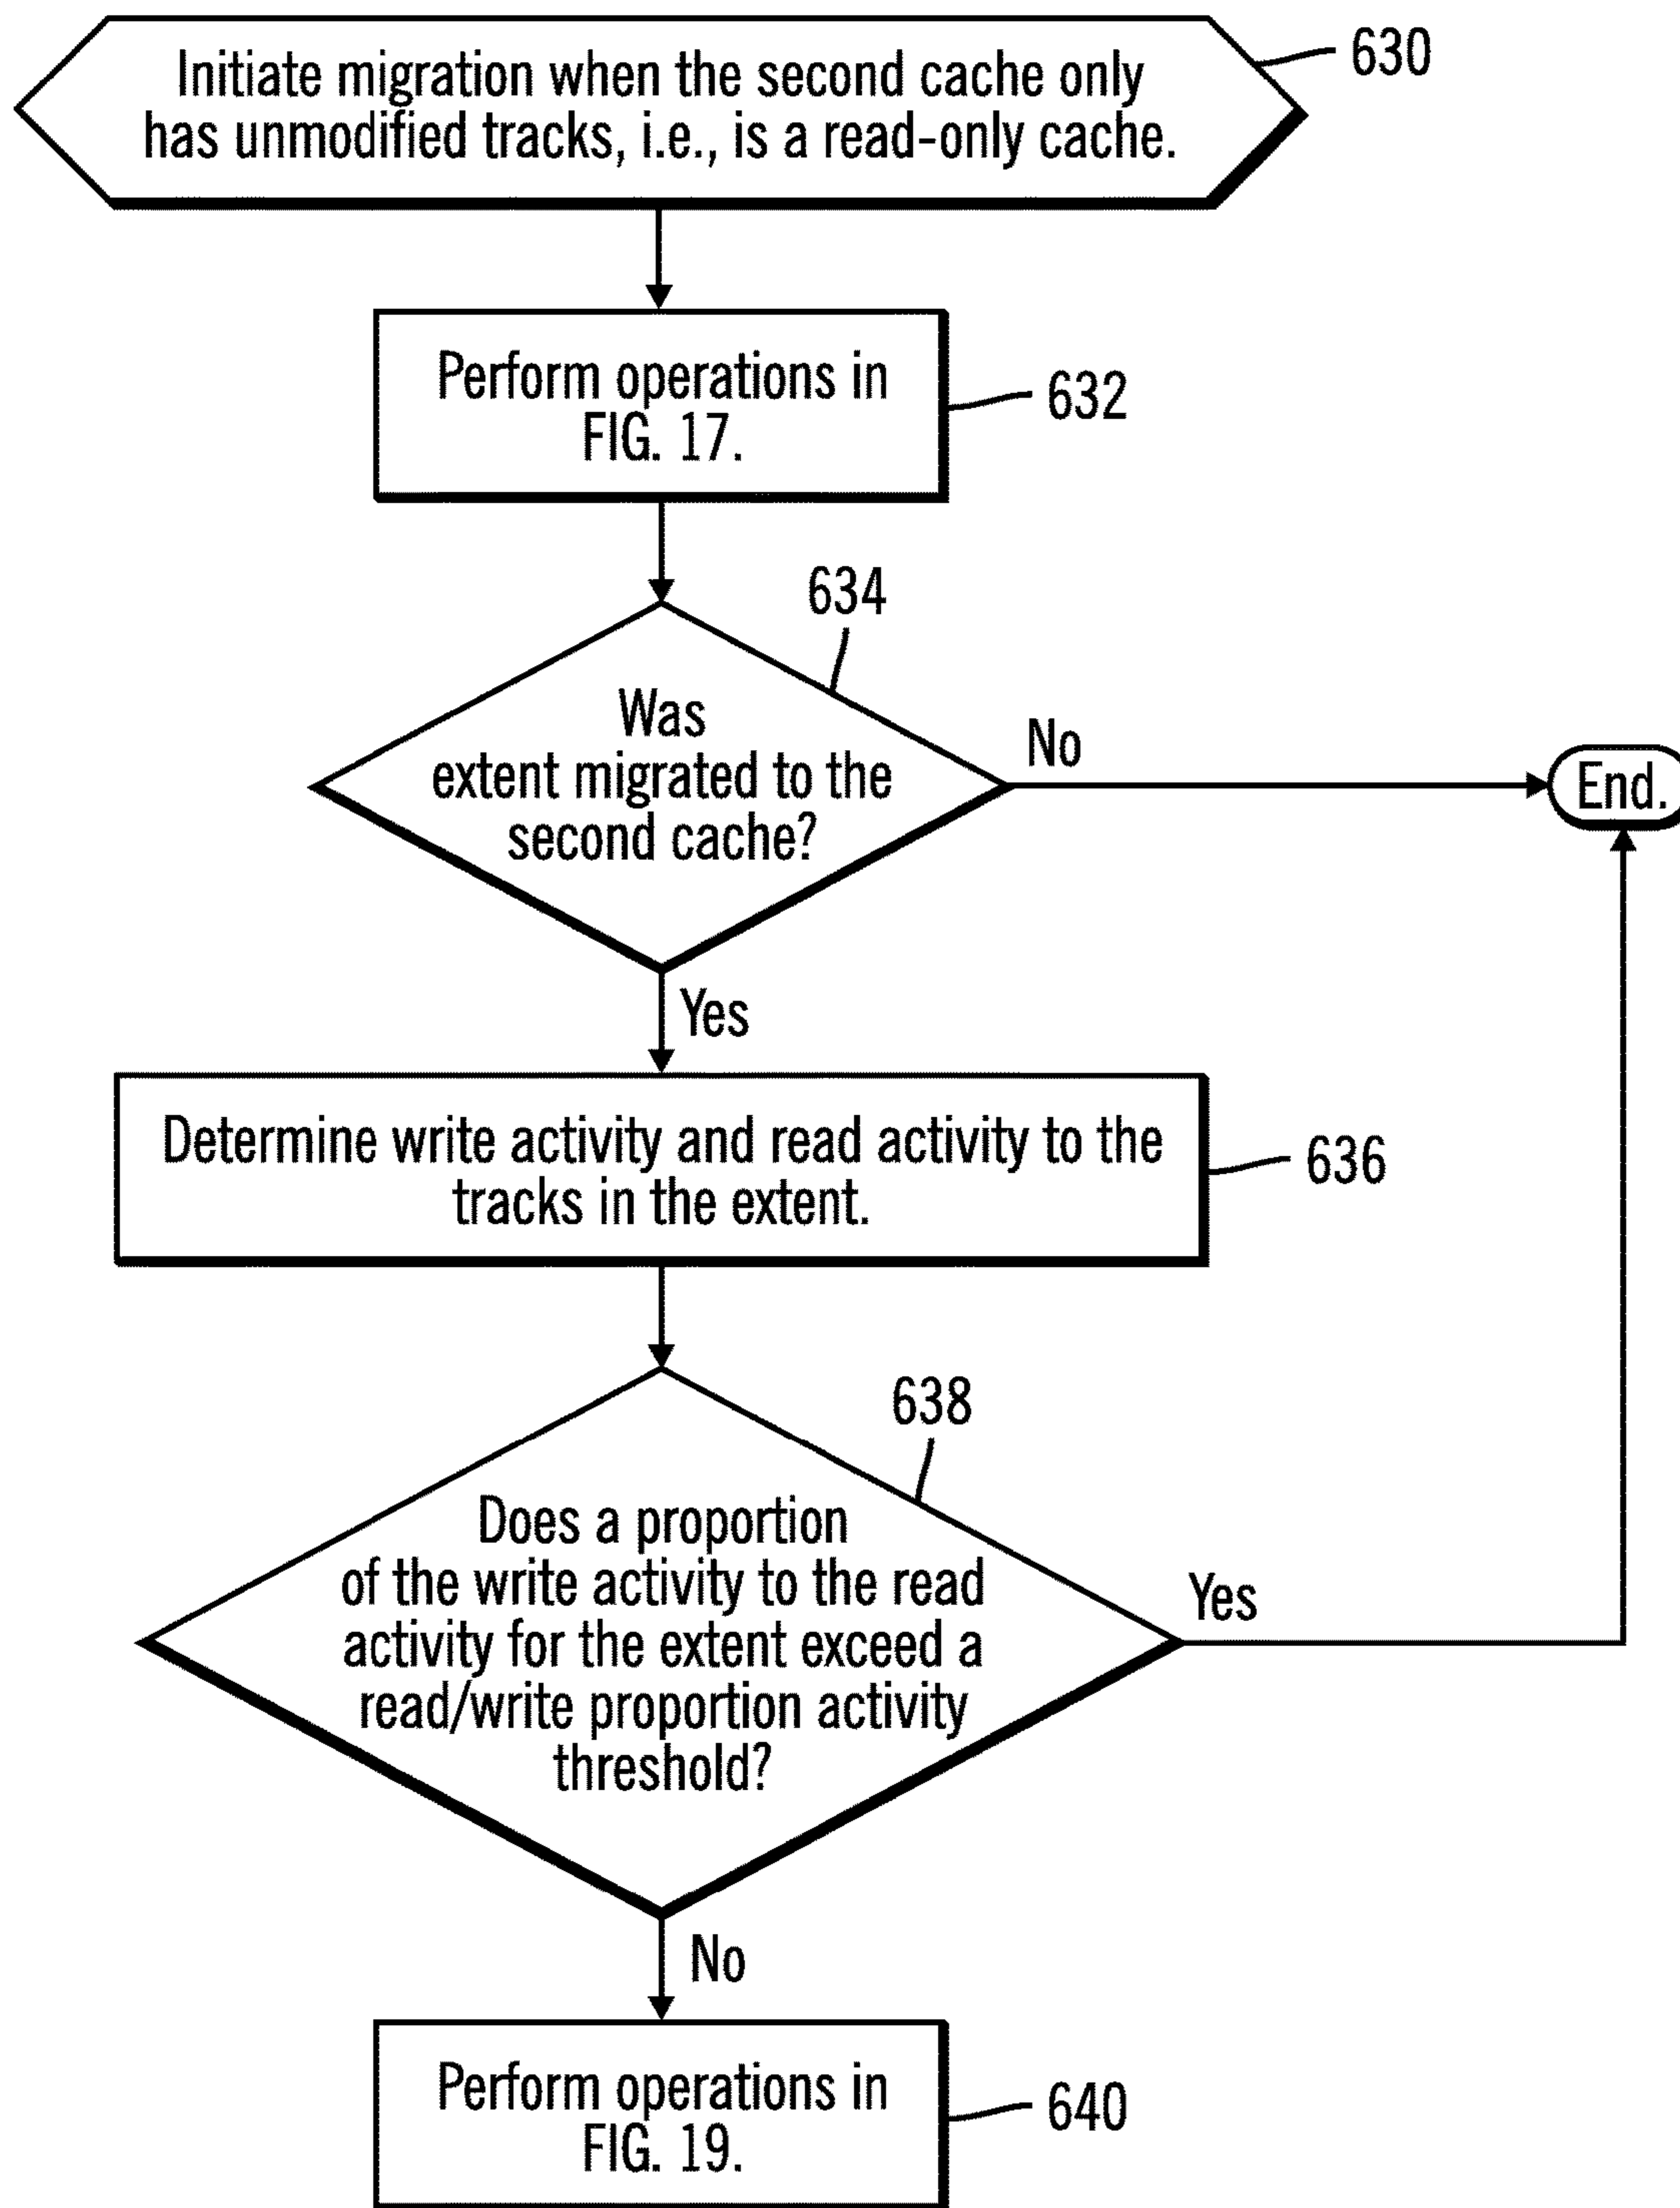 Initiate migration when the second cache only
has unmodified tracks, i.e., is a read-only cache.
630
Perform operations in
FIG. 17.
632
634
Was
extent migrated to the
second cache?
No
End.
Yes
Determine write activity and read activity to the
tracks in the extent.
636
638
Does a proportion
of the write activity to the read
activity for the extent exceed a
read/write proportion activity
threshold?
Yes
No
Perform operations in
FIG. 19.
640